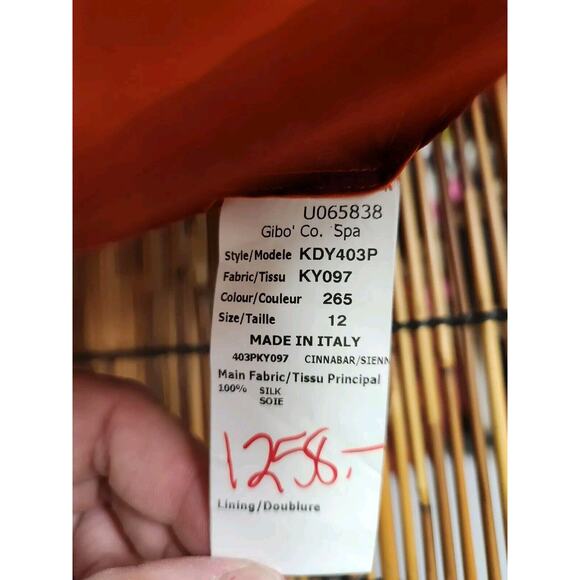 U065838
Gibo' Co. Spa
Style/Modele KDY403P
Fabric/Tissu KY097
Colour/Couleur 265
Size/Taille 12
MADE IN ITALY
403PKY097 CINNABAR/SIENN
Main Fabric/Tissu Principal
100% SILK
SOIE
1258.-
Lining/Doublure